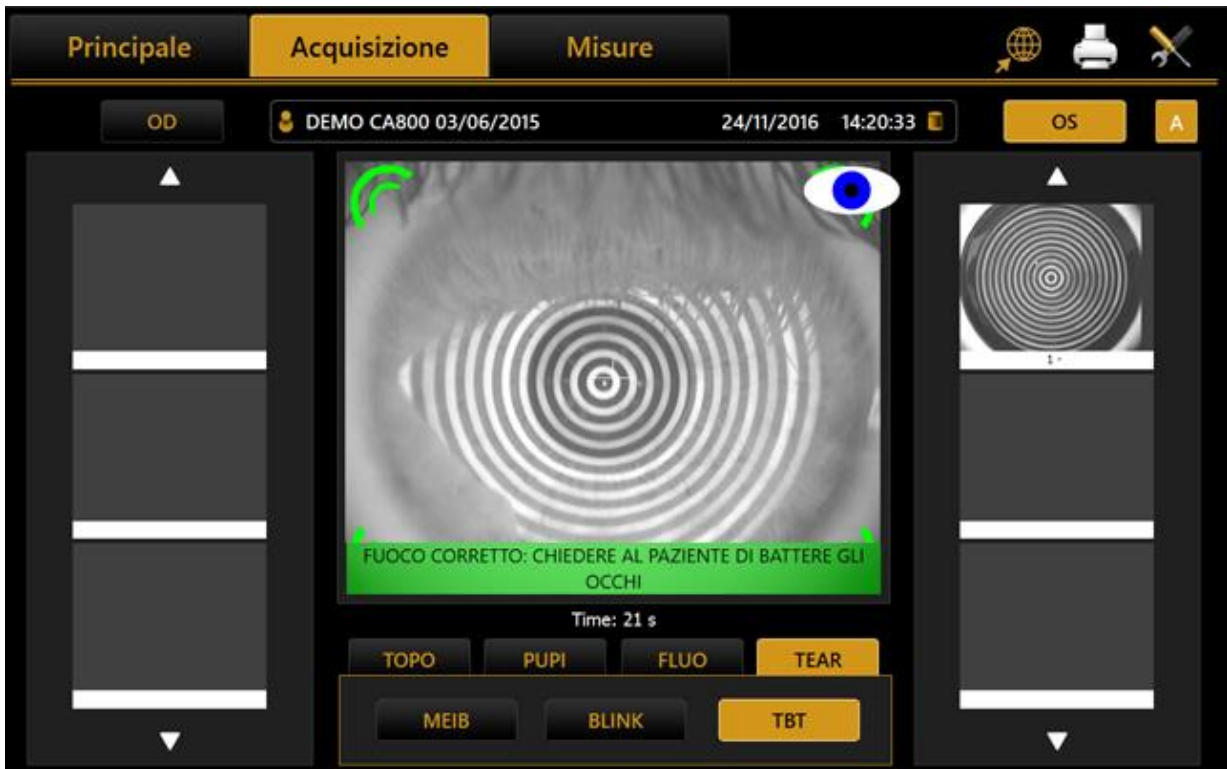 Principale
Acquisizione
Misure
OD
DEMO CA800 03/06/2015 24/11/2016 14:20:33
OS
A
1 -
FUOCO CORRETTO: CHIEDERE AL PAZIENTE DI BATTERE GLI
OCCHI
Time: 21 s
TOPO
PUPI
FLUO
TEAR
MEIB
BLINK
TBT